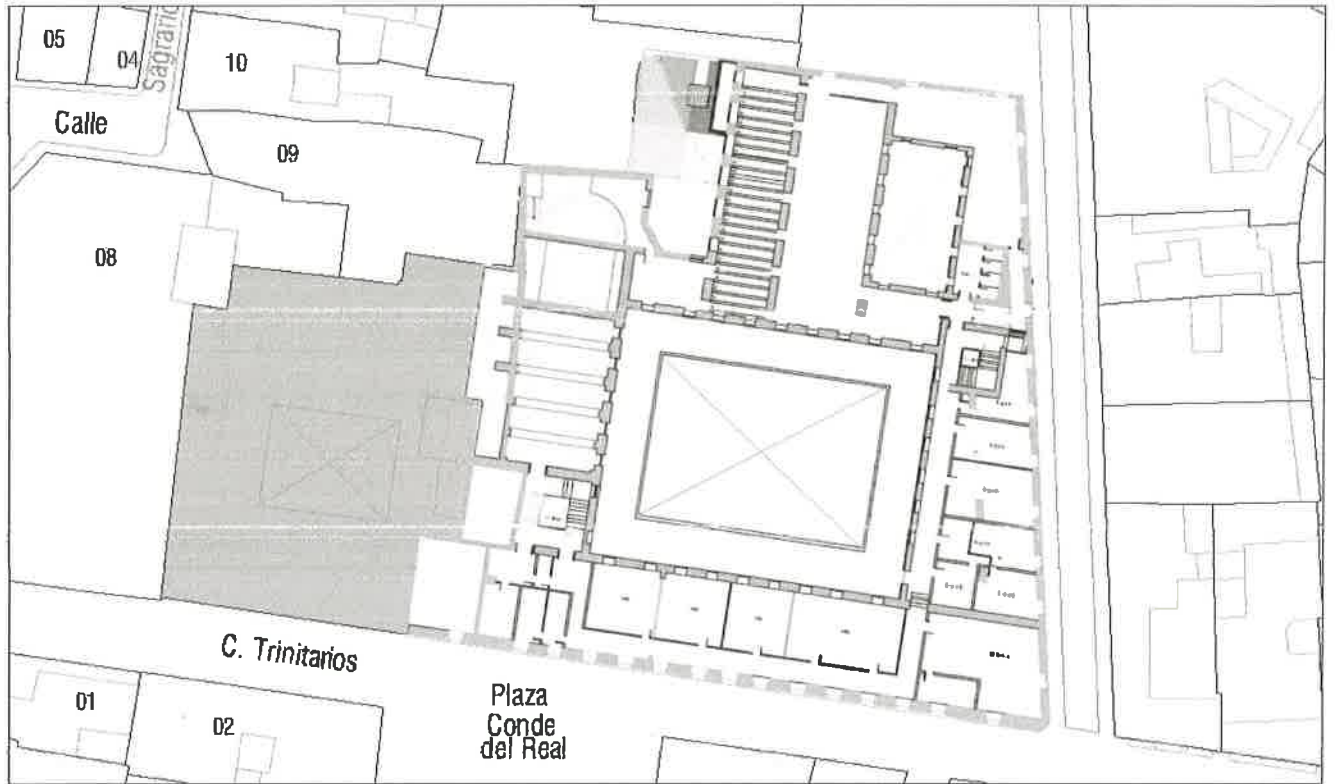 05
04
Sagrario
10
Calle
09
08
C. Trinitarios
Plaza
Conde
del Real
01
02